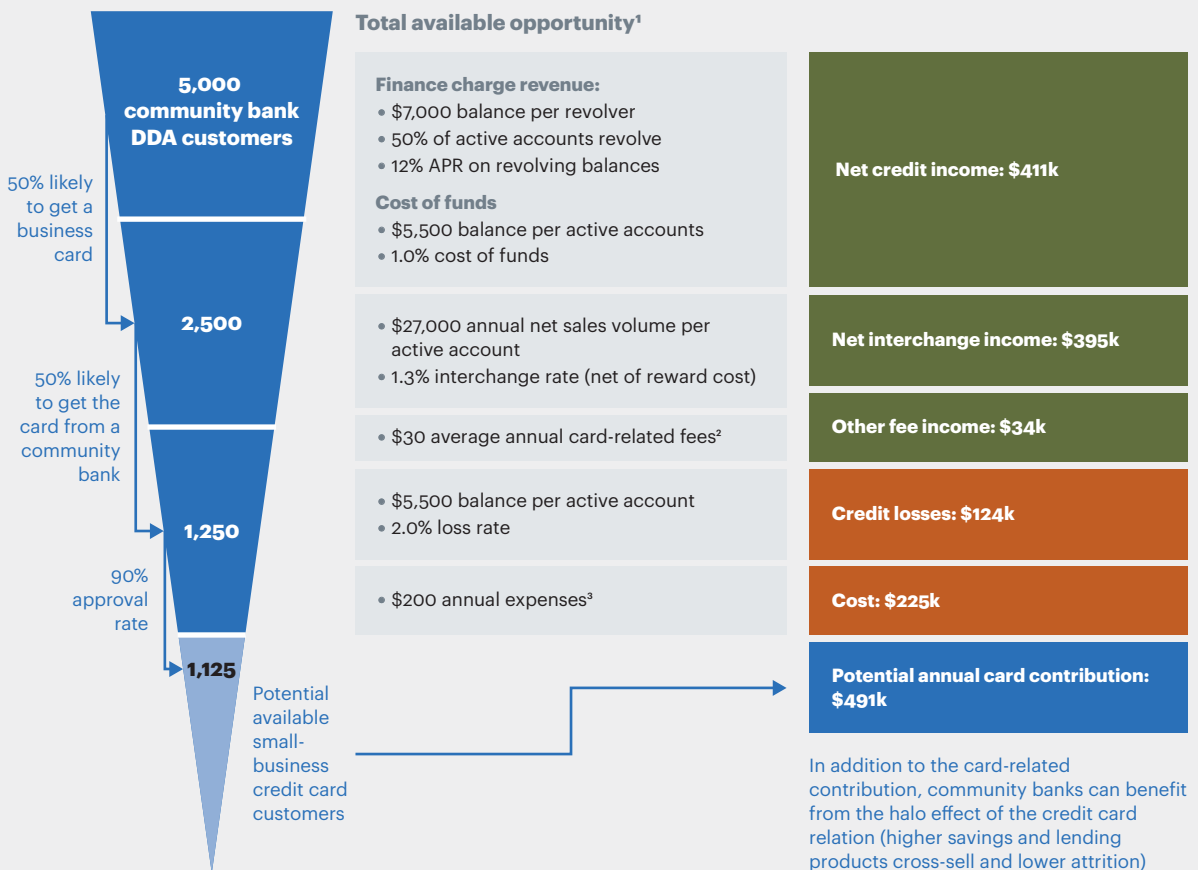 Total available opportunity¹
5,000
community bank
DDA customers
50% likely
to get a
business
card
2,500
50% likely
to get the
card from a
community
bank
1,250
90%
approval
rate
1,125
Potential
available
small-
business
credit card
customers
Finance charge revenue:
• $7,000 balance per revolver
• 50% of active accounts revolve
• 12% APR on revolving balances
Cost of funds
• $5,500 balance per active accounts
• 1.0% cost of funds
• $27,000 annual net sales volume per
active account
• 1.3% interchange rate (net of reward cost)
• $30 average annual card-related fees²
• $5,500 balance per active account
• 2.0% loss rate
• $200 annual expenses³
Net credit income: $411k
Net interchange income: $395k
Other fee income: $34k
Credit losses: $124k
Cost: $225k
Potential annual card contribution:
$491k
In addition to the card-related
contribution, community banks can benefit
from the halo effect of the credit card
relation (higher savings and lending
products cross-sell and lower attrition)